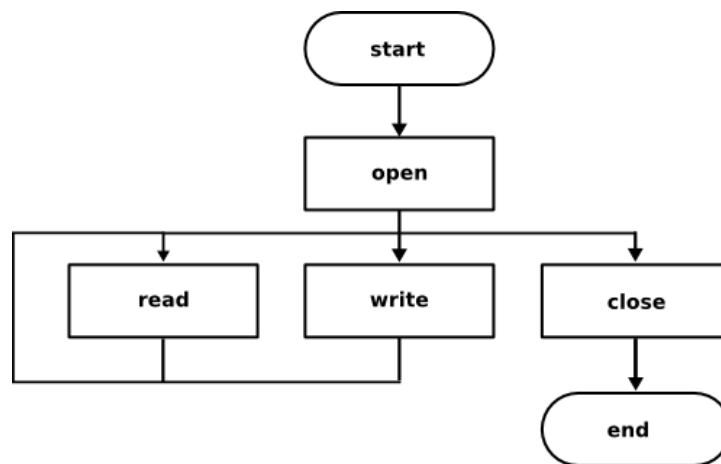 start
open
read
write
close
end